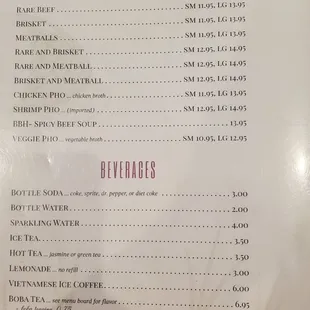 Rare Beef ... SM 11.95, LG 13.95
Brisket ... SM 11.95, LG 13.95
Meatballs ... SM 11.95, LG 13.95
Rare and Brisket ... SM 12.95, LG 14.95
Rare and Meatball ... SM 12.95, LG 14.95
Brisket and Meatball ... SM 12.95, LG 14.95
Chicken Pho ... chicken broth ... SM 11.95, LG 13.95
Shrimp Pho ... (imported) ... SM 12.95, LG 14.95
BBH- Spicy Beef Soup ... 13.95
Veggie Pho ... vegetable broth ... SM 10.95, LG 12.95
BEVERAGES
Bottle Soda ... coke, sprite, dr. pepper, or diet coke ... 3.00
Bottle Water ... 2.00
Sparkling Water ... 4.00
Ice Tea ... 3.50
Hot Tea ... jasmine or green tea ... 3.50
Lemonade ... no refill ... 3.00
Vietnamese Ice Coffee ... 6.00
Boba Tea ... see menu board for flavor ... 6.95
0.75